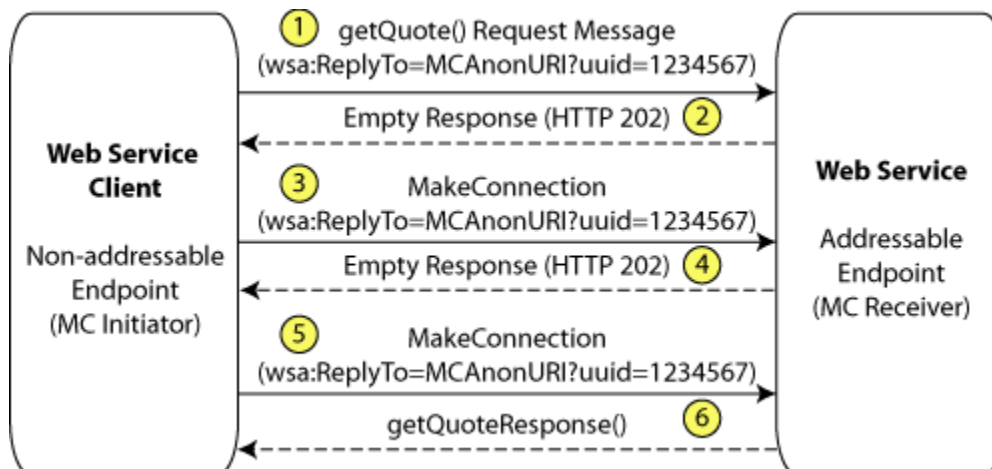 1 getQuote() Request Message
(wsa:ReplyTo=MCAnonURI?uuid=1234567)
Empty Response (HTTP 202) 2
Web Service
Client
Non-addressable
Endpoint
(MC Initiator)
3 MakeConnection
(wsa:ReplyTo=MCAnonURI?uuid=1234567)
Empty Response (HTTP 202) 4
5 MakeConnection
(wsa:ReplyTo=MCAnonURI?uuid=1234567)
getQuoteResponse() 6
Web Service
Addressable
Endpoint
(MC Receiver)